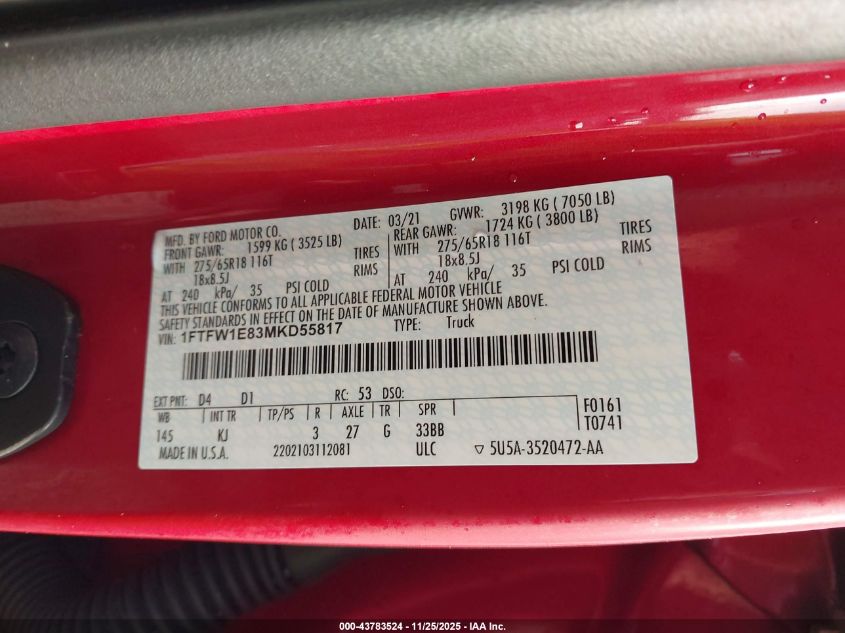 MFD. BY FORD MOTOR CO. DATE: 03/21 GVWR: 3198 KG ( 7050 LB)
FRONT GAWR: 1599 KG ( 3525 LB) REAR GAWR: 1724 KG ( 3800 LB)
WITH 275/65R18 116T TIRES WITH 275/65R18 116T TIRES
18x8.5J RIMS 18x8.5J RIMS
AT 240 kPa/ 35 PSI COLD AT 240 kPa/ 35 PSI COLD
THIS VEHICLE CONFORMS TO ALL APPLICABLE FEDERAL MOTOR VEHICLE
SAFETY STANDARDS IN EFFECT ON THE DATE OF MANUFACTURE SHOWN ABOVE.
VIN: 1FTFW1E83MKD55817 TYPE: Truck
EXT PNT: D4 D1 RC: 53 DSO:
WB INT TR TP/PS R AXLE TR SPR F0161
145 KJ 3 27 G 33BB T0741
MADE IN U.S.A. 2202103112081 ULC ▽ 5U5A-3520472-AA
000-43783524 — 11/25/2025 — IAA Inc.